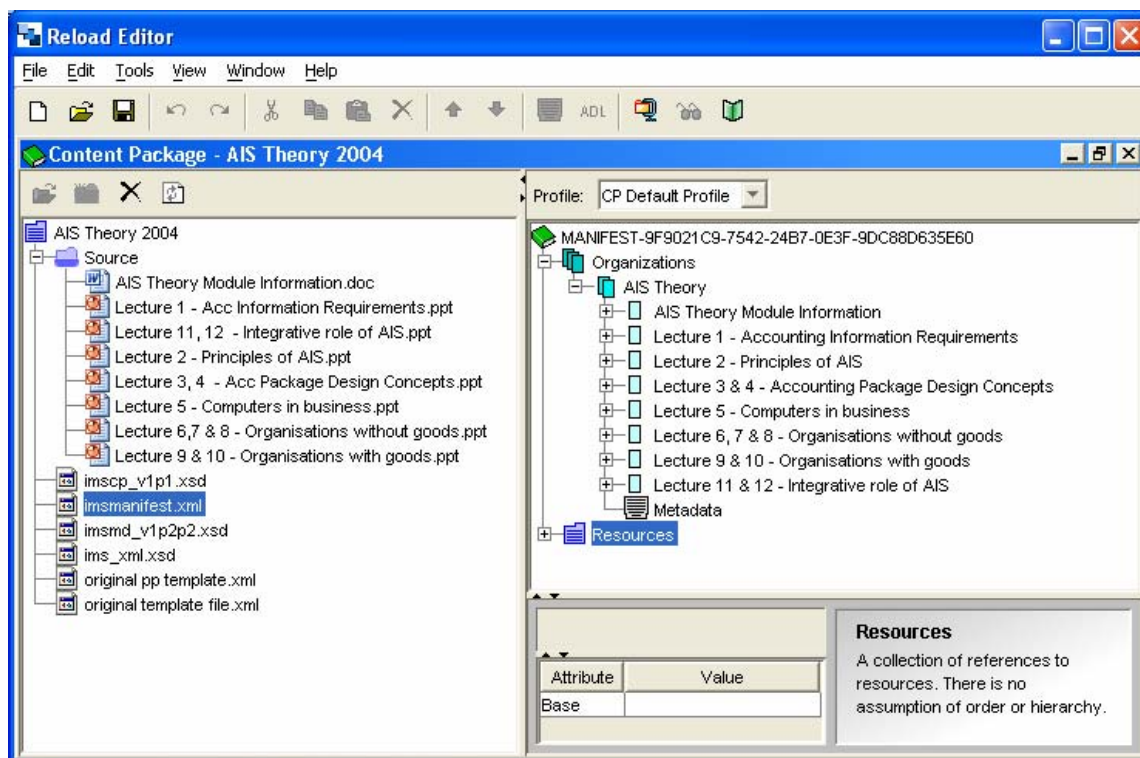 Reload Editor
File Edit Tools View Window Help
ADL
Content Package - AIS Theory 2004
Profile: CP Default Profile
AIS Theory 2004
Source
AIS Theory Module Information.doc
Lecture 1 - Acc Information Requirements.ppt
Lecture 11, 12 - Integrative role of AIS.ppt
Lecture 2 - Principles of AIS.ppt
Lecture 3, 4 - Acc Package Design Concepts.ppt
Lecture 5 - Computers in business.ppt
Lecture 6,7 & 8 - Organisations without goods.ppt
Lecture 9 & 10 - Organisations with goods.ppt
imscp_v1p1.xsd
imsmanifest.xml
imsmd_v1p2p2.xsd
ims_xml.xsd
original pp template.xml
original template file.xml
MANIFEST-9F9021C9-7542-24B7-0E3F-9DC88D635E60
Organizations
AIS Theory
AIS Theory Module Information
Lecture 1 - Accounting Information Requirements
Lecture 2 - Principles of AIS
Lecture 3 & 4 - Accounting Package Design Concepts
Lecture 5 - Computers in business
Lecture 6, 7 & 8 - Organisations without goods
Lecture 9 & 10 - Organisations with goods
Lecture 11 & 12 - Integrative role of AIS
Metadata
Resources
Attribute Value
Base
Resources
A collection of references to
resources. There is no
assumption of order or hierarchy.